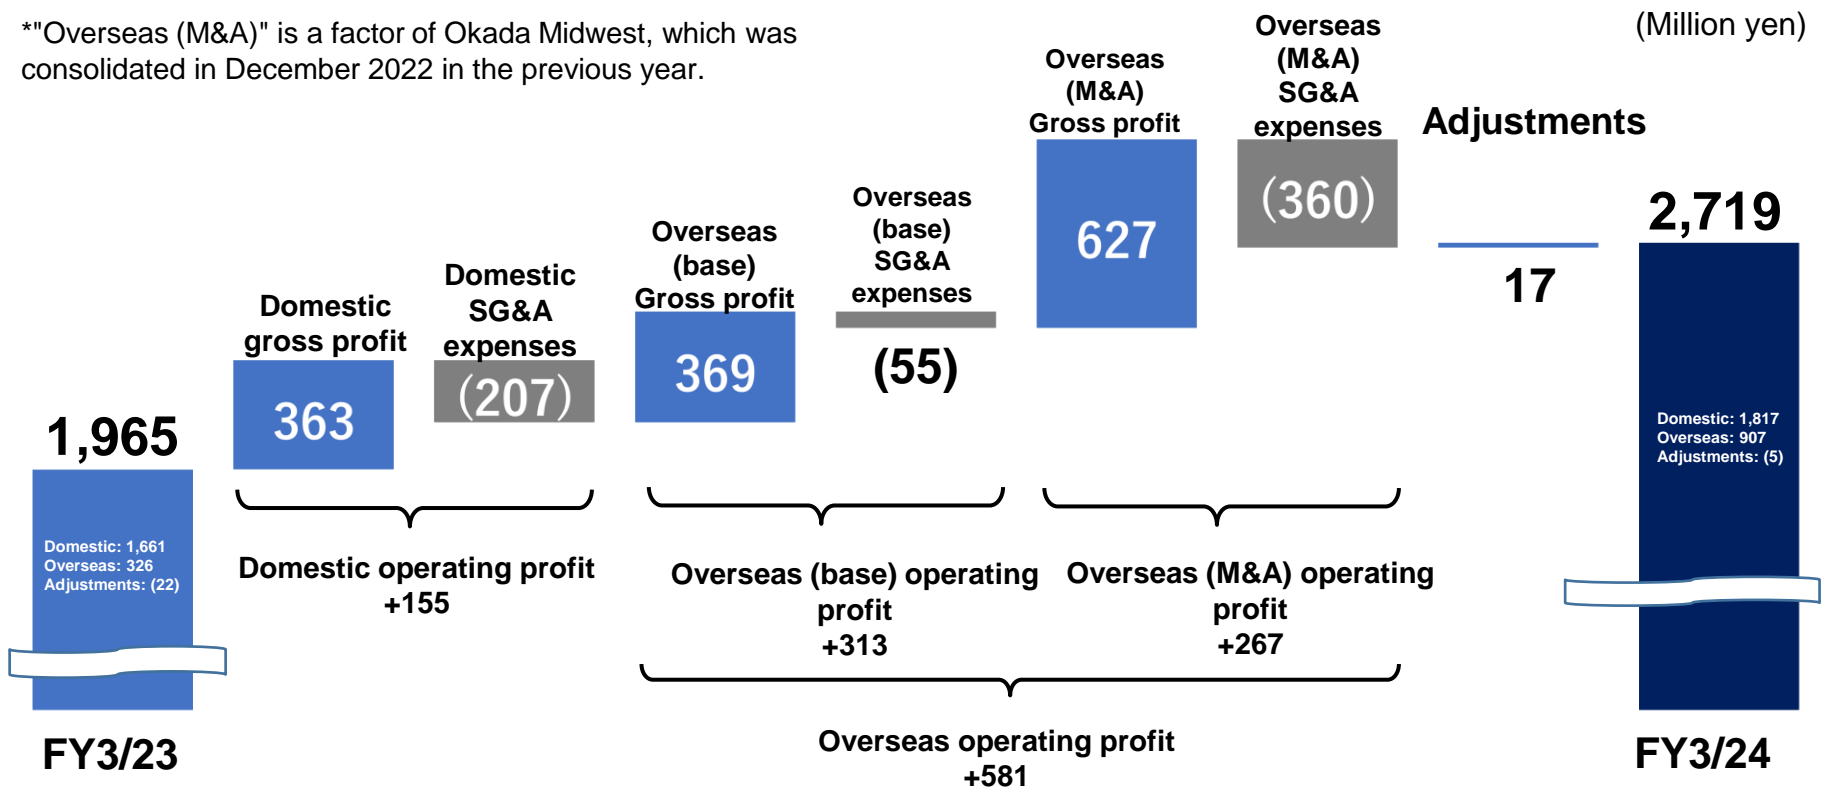 *"Overseas (M&A)" is a factor of Okada Midwest, which was
consolidated in December 2022 in the previous year.
(Million yen)
1,965
Domestic: 1,661
Overseas: 326
Adjustments: (22)
FY3/23
Domestic
gross profit
363
Domestic
SG&A
expenses
(207)
Domestic operating profit
+155
Overseas
(base)
Gross profit
369
Overseas
(base)
SG&A
expenses
(55)
Overseas (base) operating
profit
+313
Overseas
(M&A)
Gross profit
627
Overseas
(M&A)
SG&A
expenses
(360)
Overseas (M&A) operating
profit
+267
Overseas operating profit
+581
Adjustments
17
2,719
Domestic: 1,817
Overseas: 907
Adjustments: (5)
FY3/24